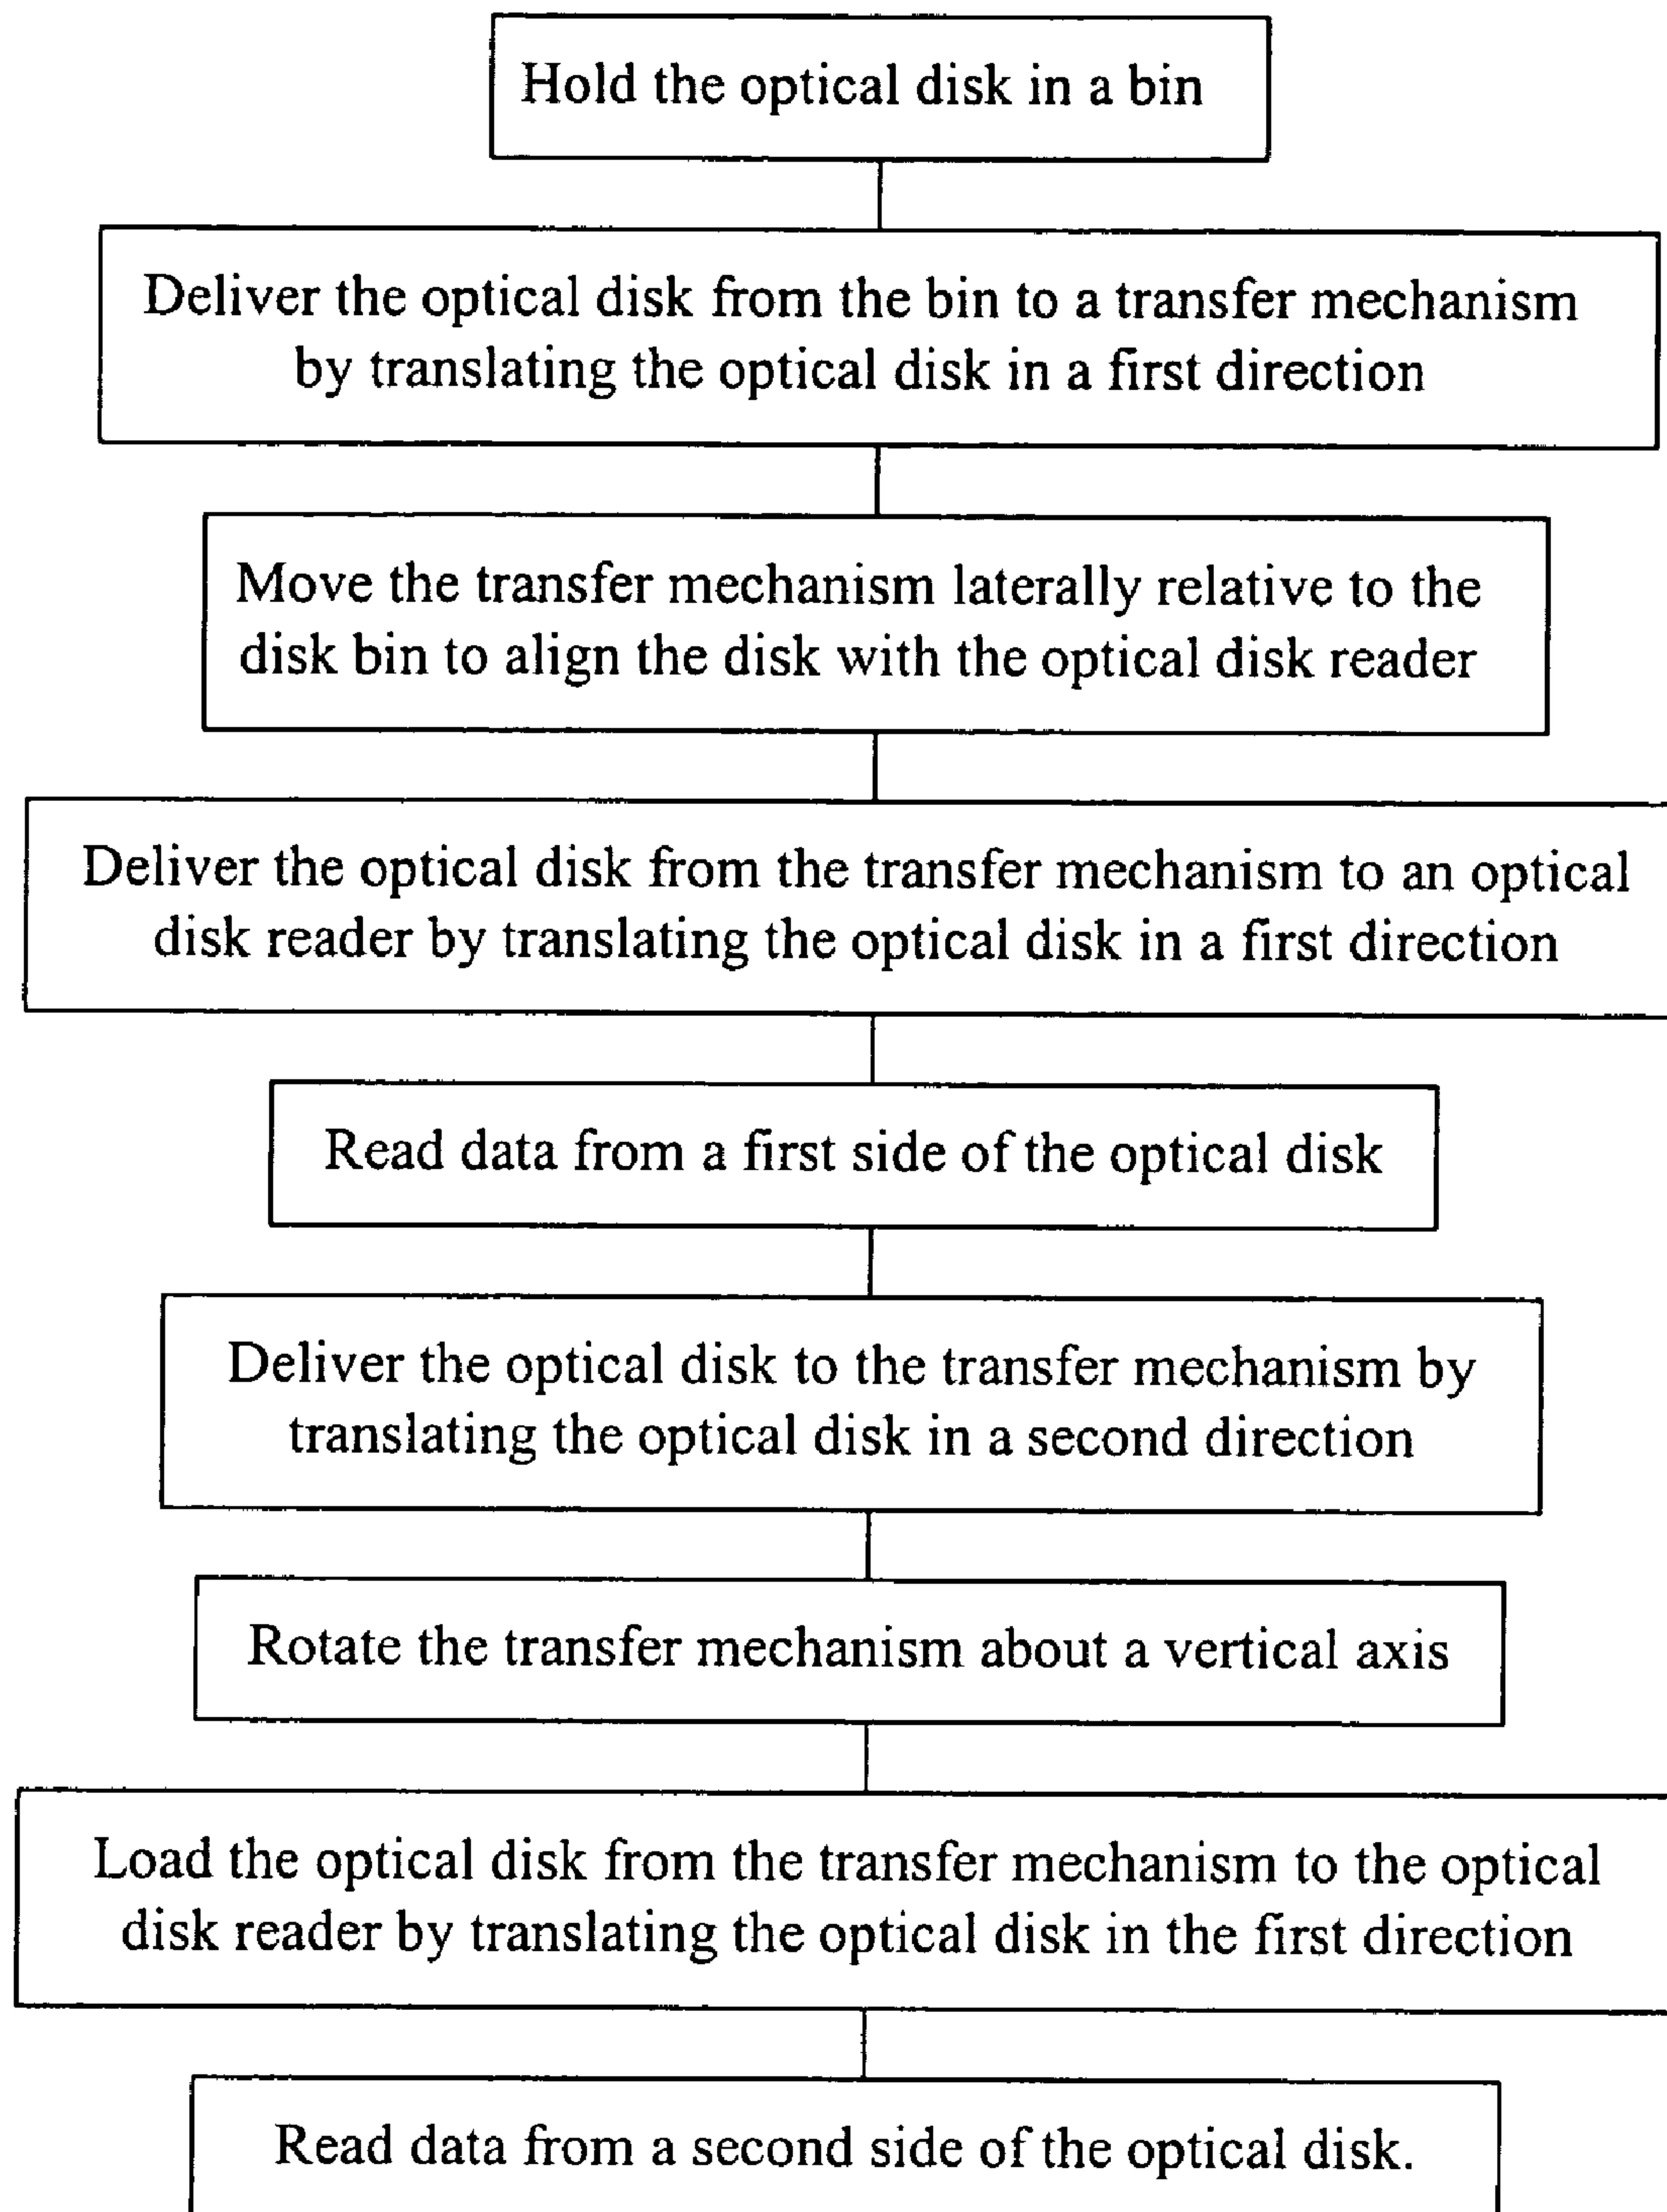 Hold the optical disk in a bin
Deliver the optical disk from the bin to a transfer mechanism
by translating the optical disk in a first direction
Move the transfer mechanism laterally relative to the
disk bin to align the disk with the optical disk reader
Deliver the optical disk from the transfer mechanism to an optical
disk reader by translating the optical disk in a first direction
Read data from a first side of the optical disk
Deliver the optical disk to the transfer mechanism by
translating the optical disk in a second direction
Rotate the transfer mechanism about a vertical axis
Load the optical disk from the transfer mechanism to the optical
disk reader by translating the optical disk in the first direction
Read data from a second side of the optical disk.